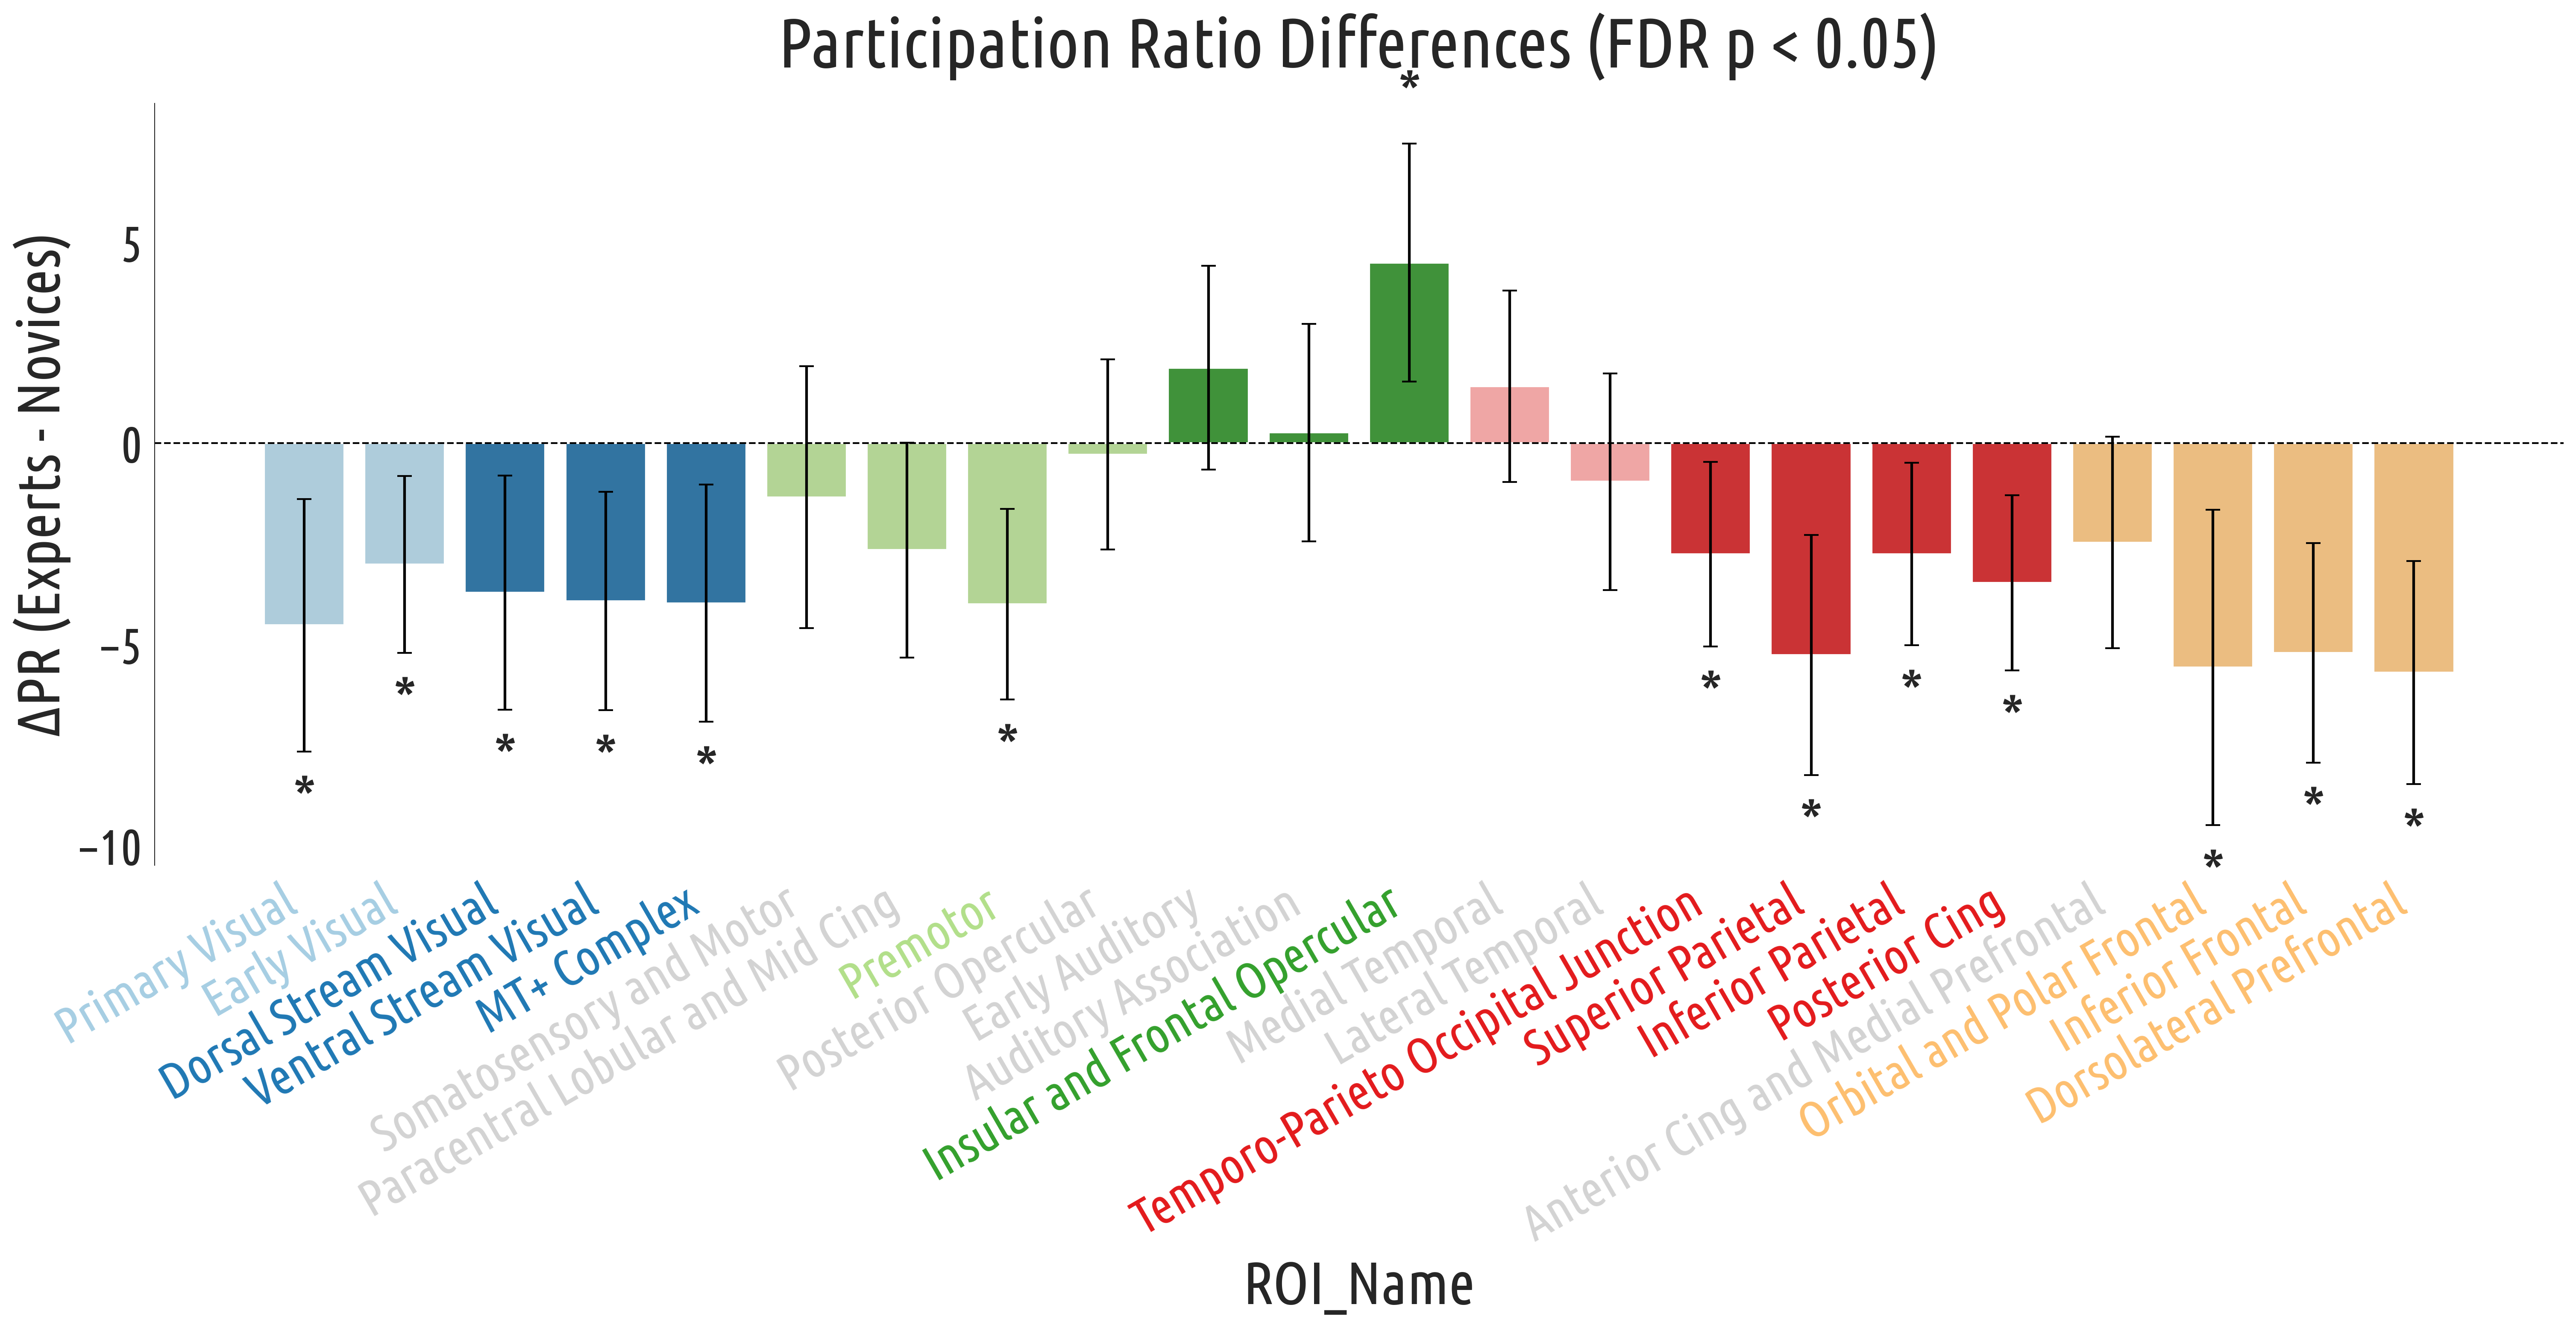 Participation Ratio Differences (FDR p < 0.05)
*
ΔPR (Experts - Novices)
5
0
−5
−10
* * * * * * * * * * * * *
Primary Visual
Early Visual
Dorsal Stream Visual
Ventral Stream Visual
MT+ Complex
Somatosensory and Motor
Paracentral Lobular and Mid Cing
Premotor
Posterior Opercular
Early Auditory
Auditory Association
Insular and Frontal Opercular
Medial Temporal
Lateral Temporal
Temporo-Parieto Occipital Junction
Superior Parietal
Inferior Parietal
Posterior Cing
Anterior Cing and Medial Prefrontal
Orbital and Polar Frontal
Inferior Frontal
Dorsolateral Prefrontal
ROI_Name